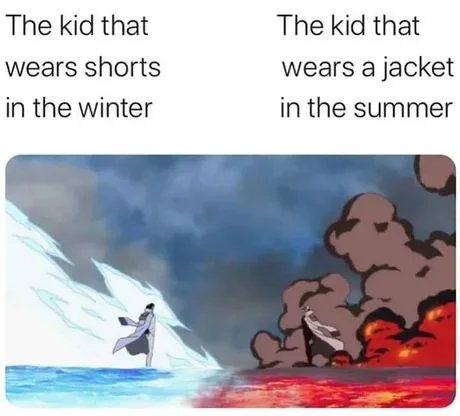 The kid that
wears shorts
in the winter
The kid that
wears a jacket
in the summer